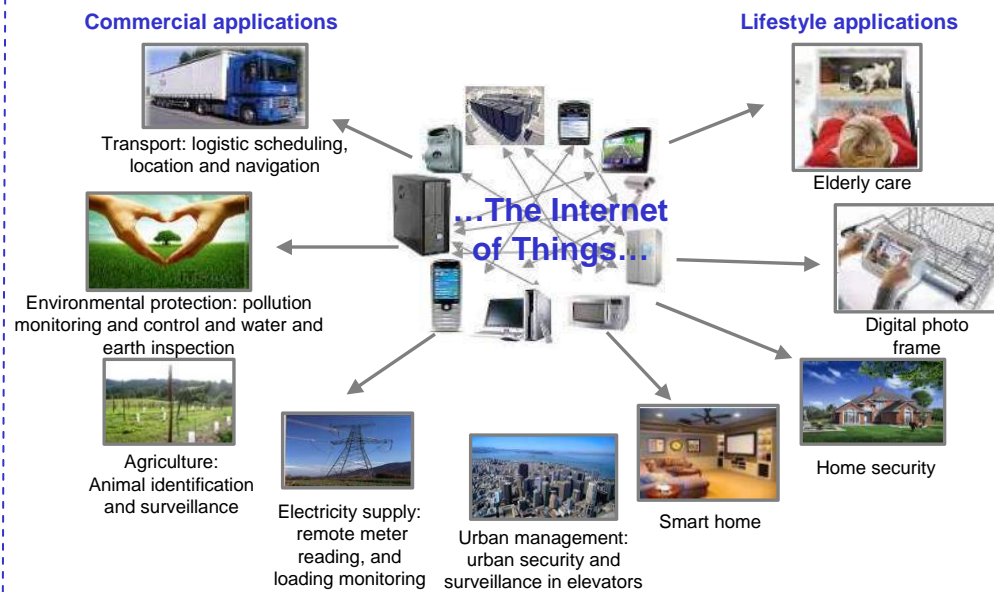 Commercial applications
Lifestyle applications
Transport: logistic scheduling,
location and navigation
Elderly care
…The Internet
of Things…
Environmental protection: pollution
monitoring and control and water and
earth inspection
Digital photo
frame
Agriculture:
Animal identification
and surveillance
Electricity supply:
remote meter
reading, and
loading monitoring
Urban management:
urban security and
surveillance in elevators
Smart home
Home security